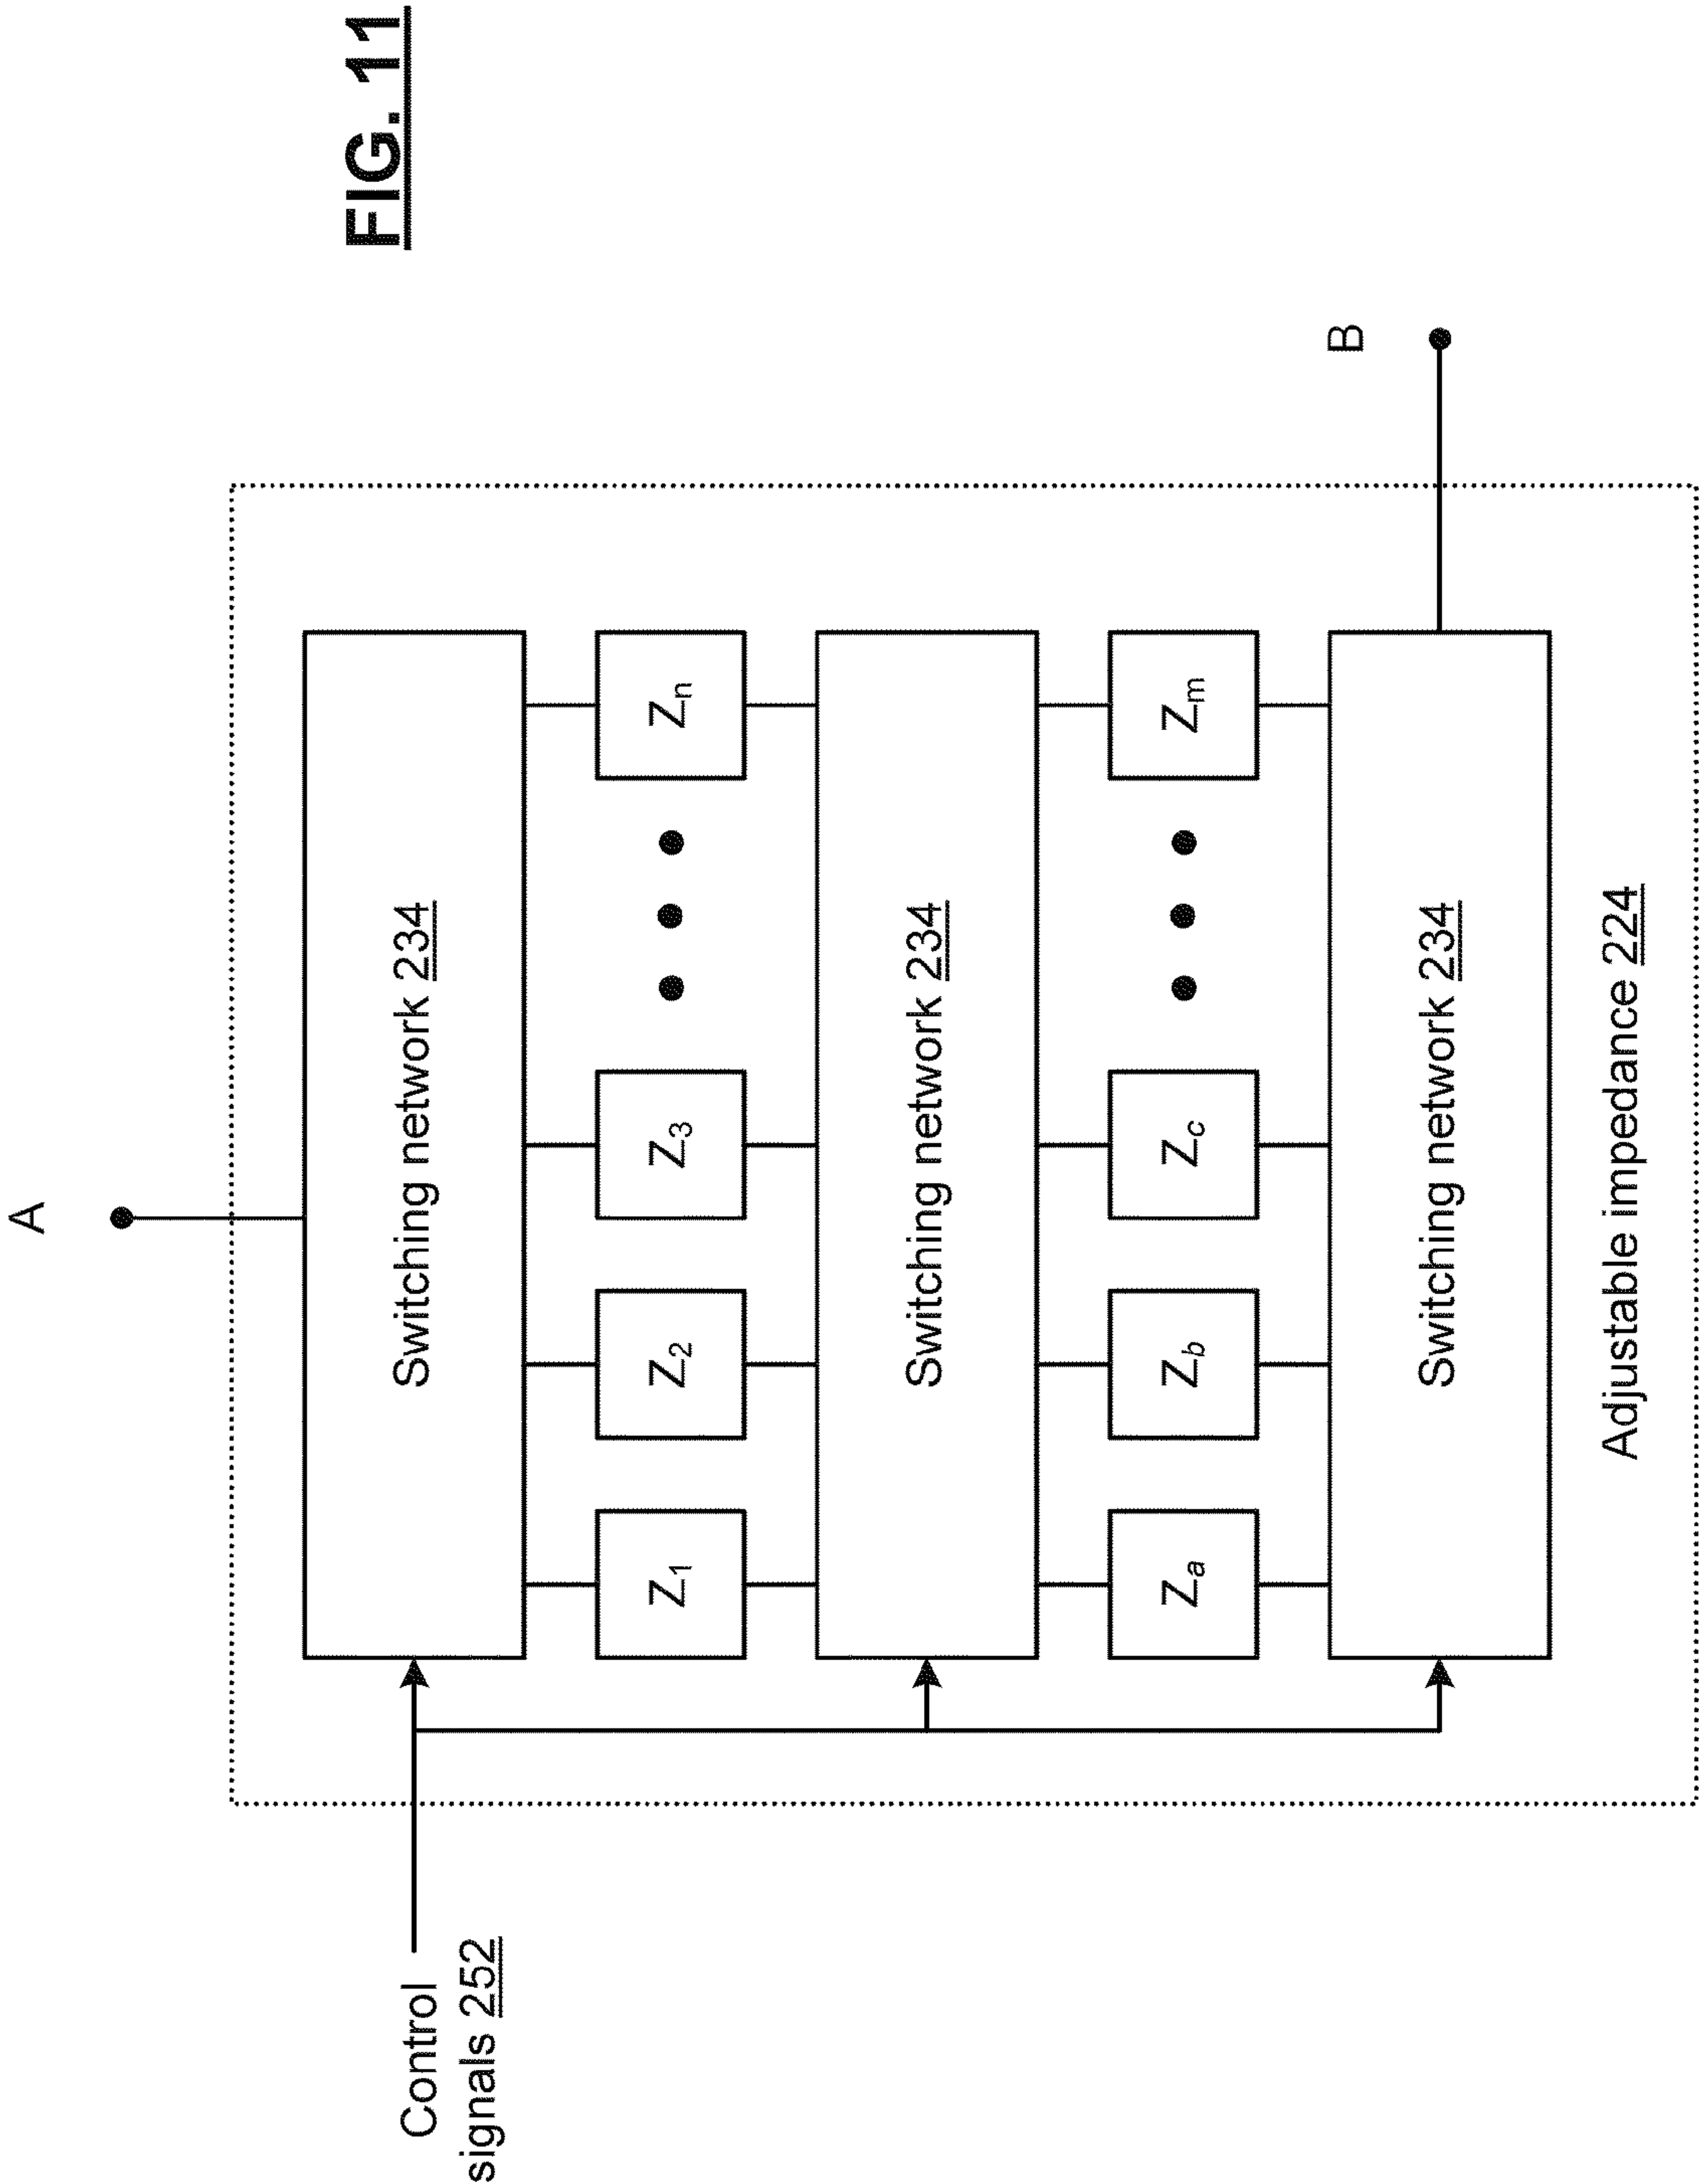 A
Control
signals 252
Switching network 234
Z1 Z2 Z3 Zn
Switching network 234
Za Zb Zc Zm
Switching network 234
B
Adjustable impedance 224
FIG. 11